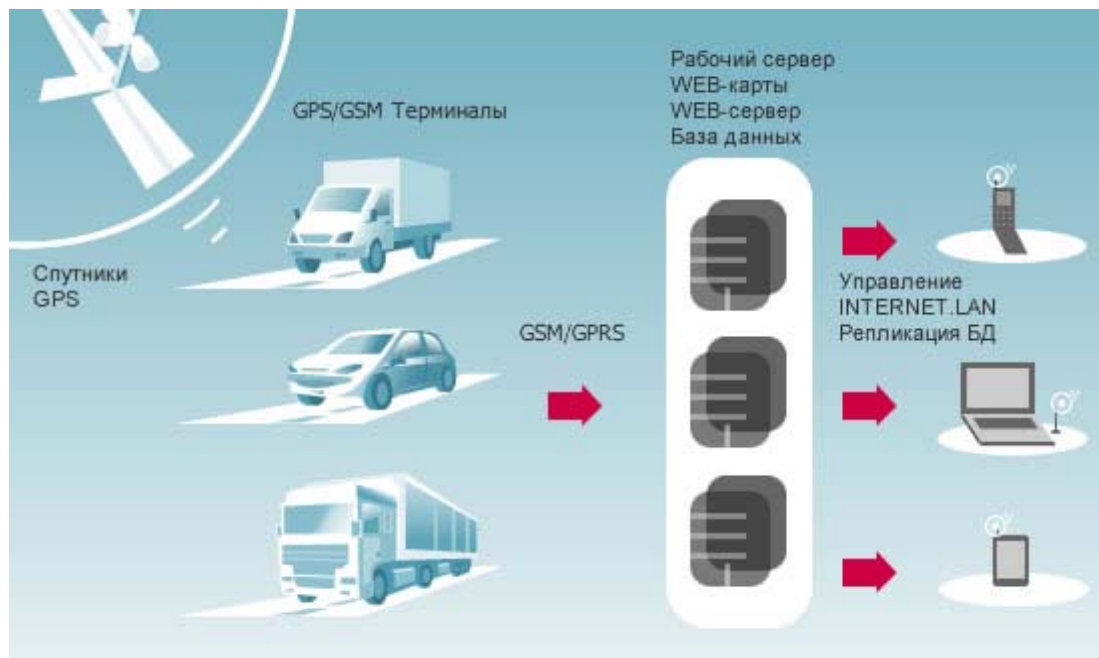 Рабочий сервер
WEB-карты
WEB-сервер
База данных
GPS/GSM Терминалы
Спутники
GPS
GSM/GPRS
Управление
INTERNET.LAN
Репликация БД